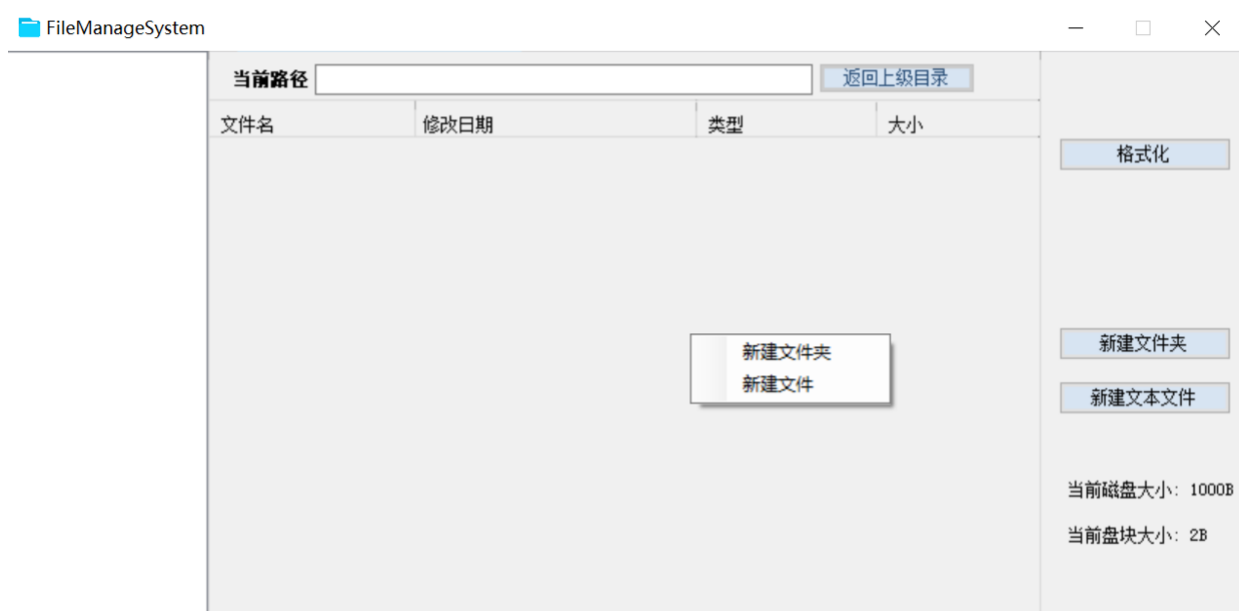 FileManageSystem
当前路径 返回上级目录
文件名 修改日期 类型 大小
格式化
新建文件夹
新建文件
新建文件夹
新建文本文件
当前磁盘大小: 1000B
当前盘块大小: 2B